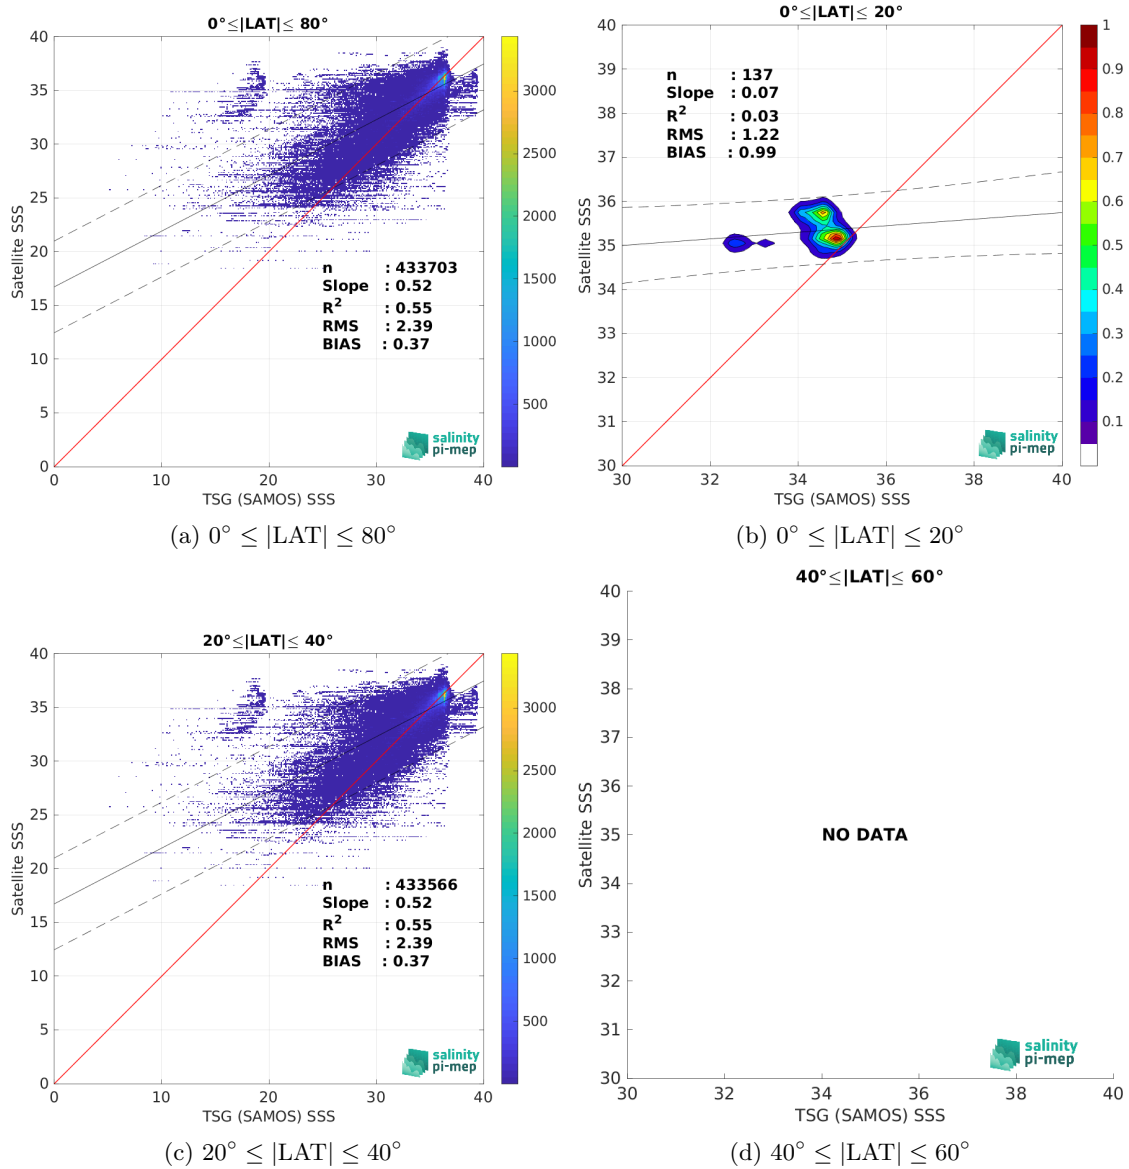 0°≤|LAT|≤ 80°
40
35
30
25
20
15
10
5
0
0
10
20
30
40
Satellite SSS
TSG (SAMOS) SSS
n : 433703
Slope : 0.52
R² : 0.55
RMS : 2.39
BIAS : 0.37
3000
2500
2000
1500
1000
500
salinity
pi-mep
(a) 0° ≤ |LAT| ≤ 80°
0°≤|LAT|≤ 20°
40
39
38
37
36
35
34
33
32
31
30
30
32
34
36
38
40
Satellite SSS
TSG (SAMOS) SSS
n : 137
Slope : 0.07
R² : 0.03
RMS : 1.22
BIAS : 0.99
1
0.9
0.8
0.7
0.6
0.5
0.4
0.3
0.2
0.1
salinity
pi-mep
(b) 0° ≤ |LAT| ≤ 20°
20°≤|LAT|≤ 40°
40
35
30
25
20
15
10
5
0
0
10
20
30
40
Satellite SSS
TSG (SAMOS) SSS
n : 433566
Slope : 0.52
R² : 0.55
RMS : 2.39
BIAS : 0.37
3000
2500
2000
1500
1000
500
salinity
pi-mep
(c) 20° ≤ |LAT| ≤ 40°
40°≤|LAT|≤ 60°
40
39
38
37
36
35
34
33
32
31
30
30
32
34
36
38
40
Satellite SSS
TSG (SAMOS) SSS
NO DATA
salinity
pi-mep
(d) 40° ≤ |LAT| ≤ 60°